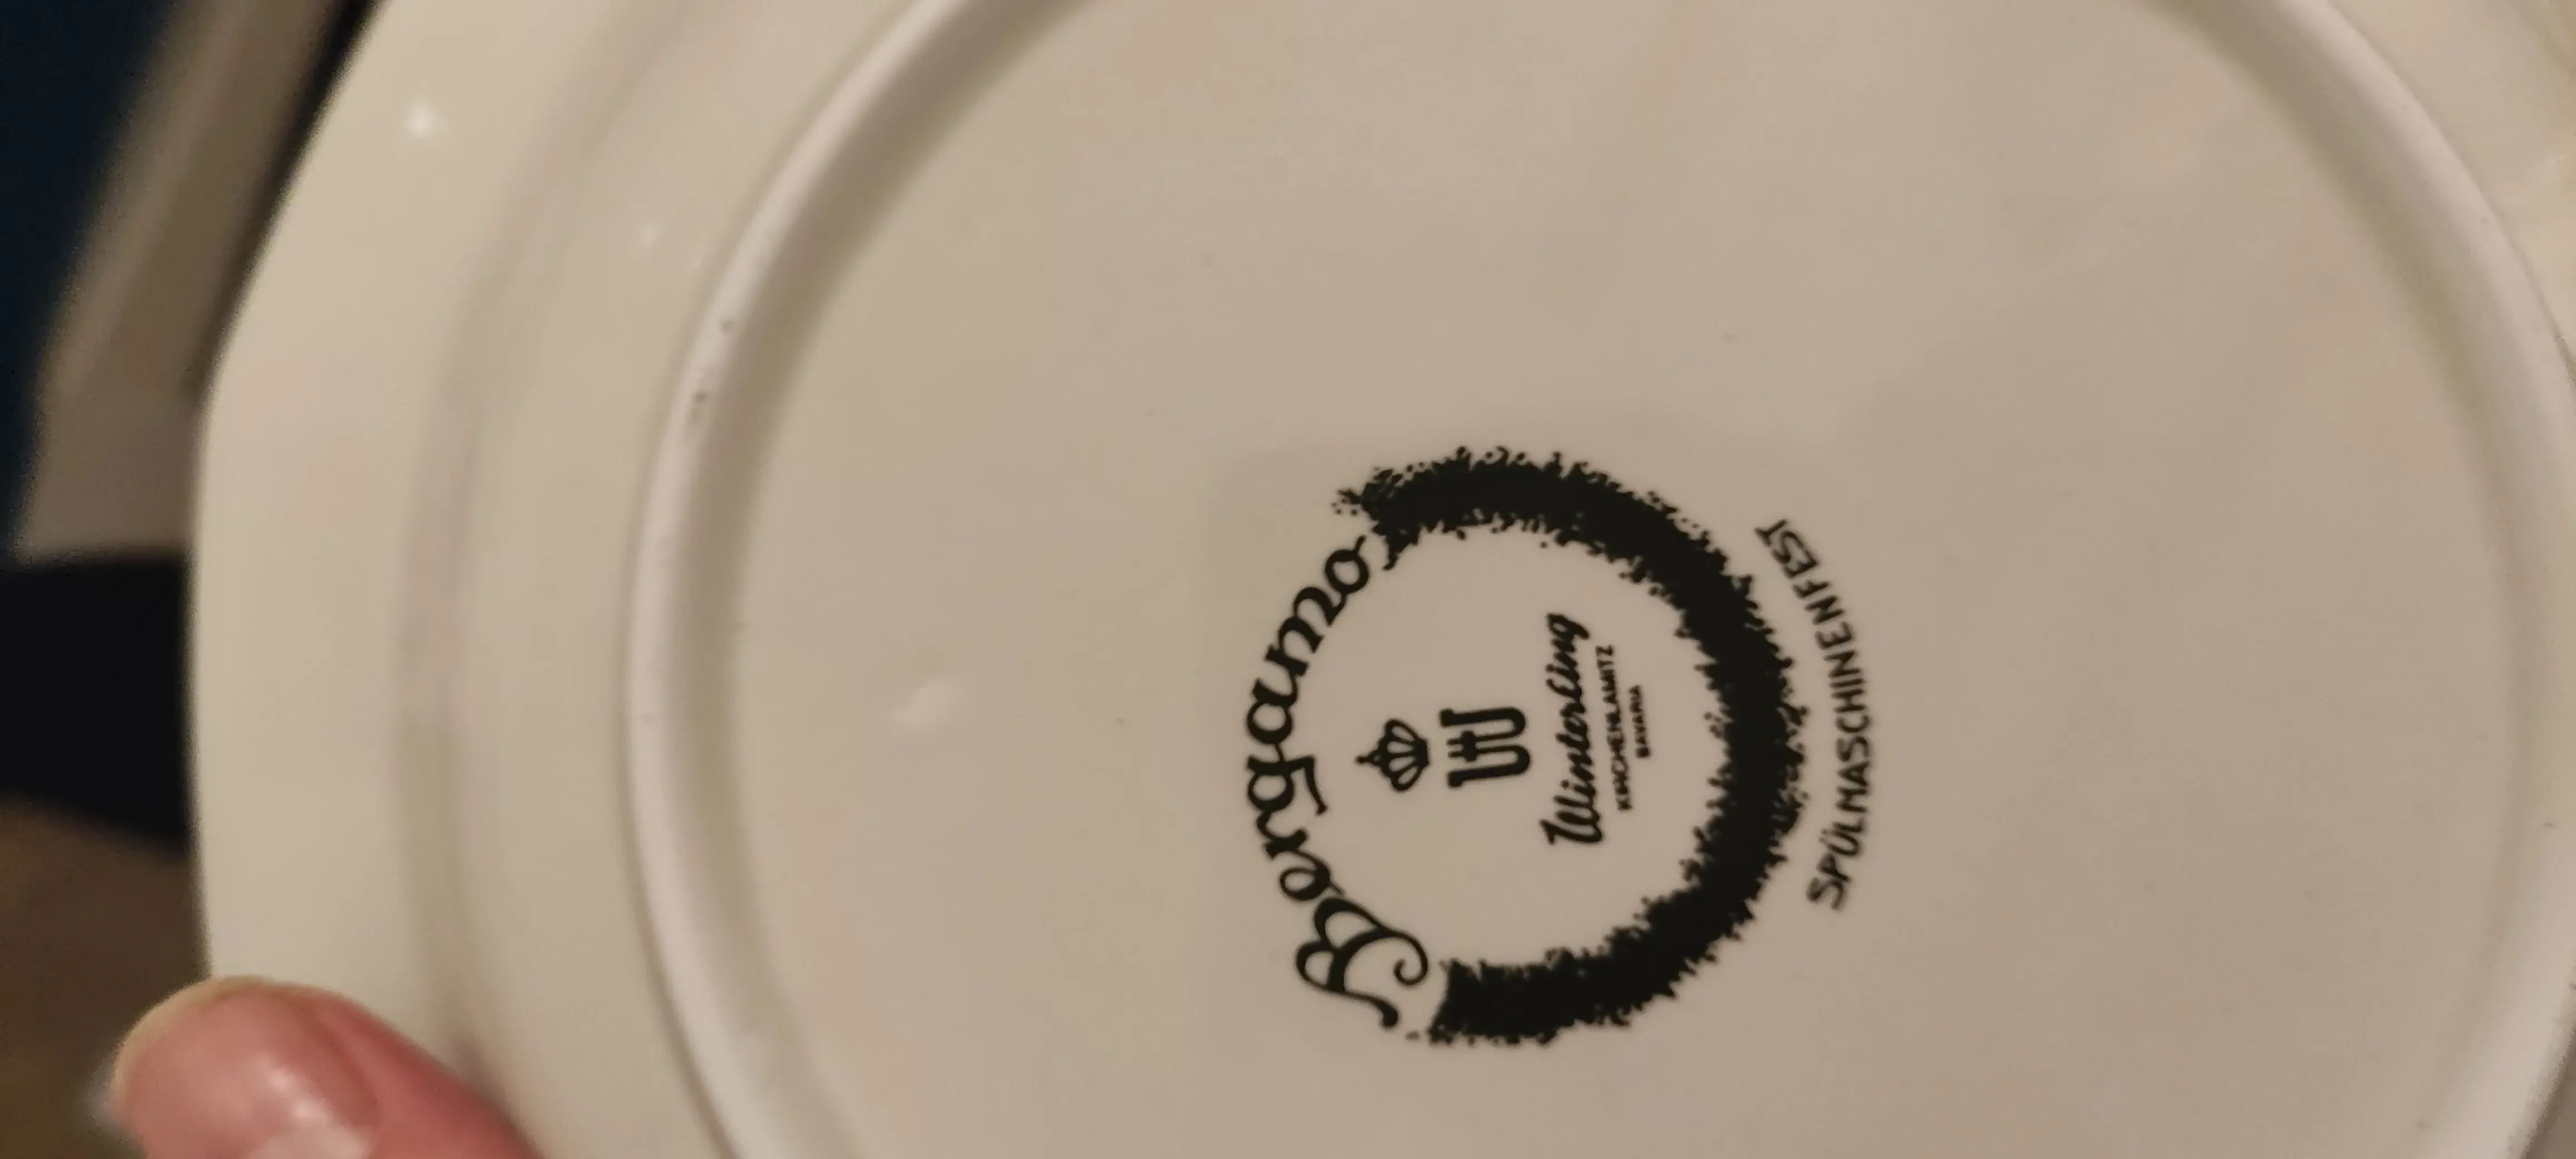 Bergamo
Winterling
KIRCHENLAMITZ
BAVARIA
SPÜLMASCHINENFEST